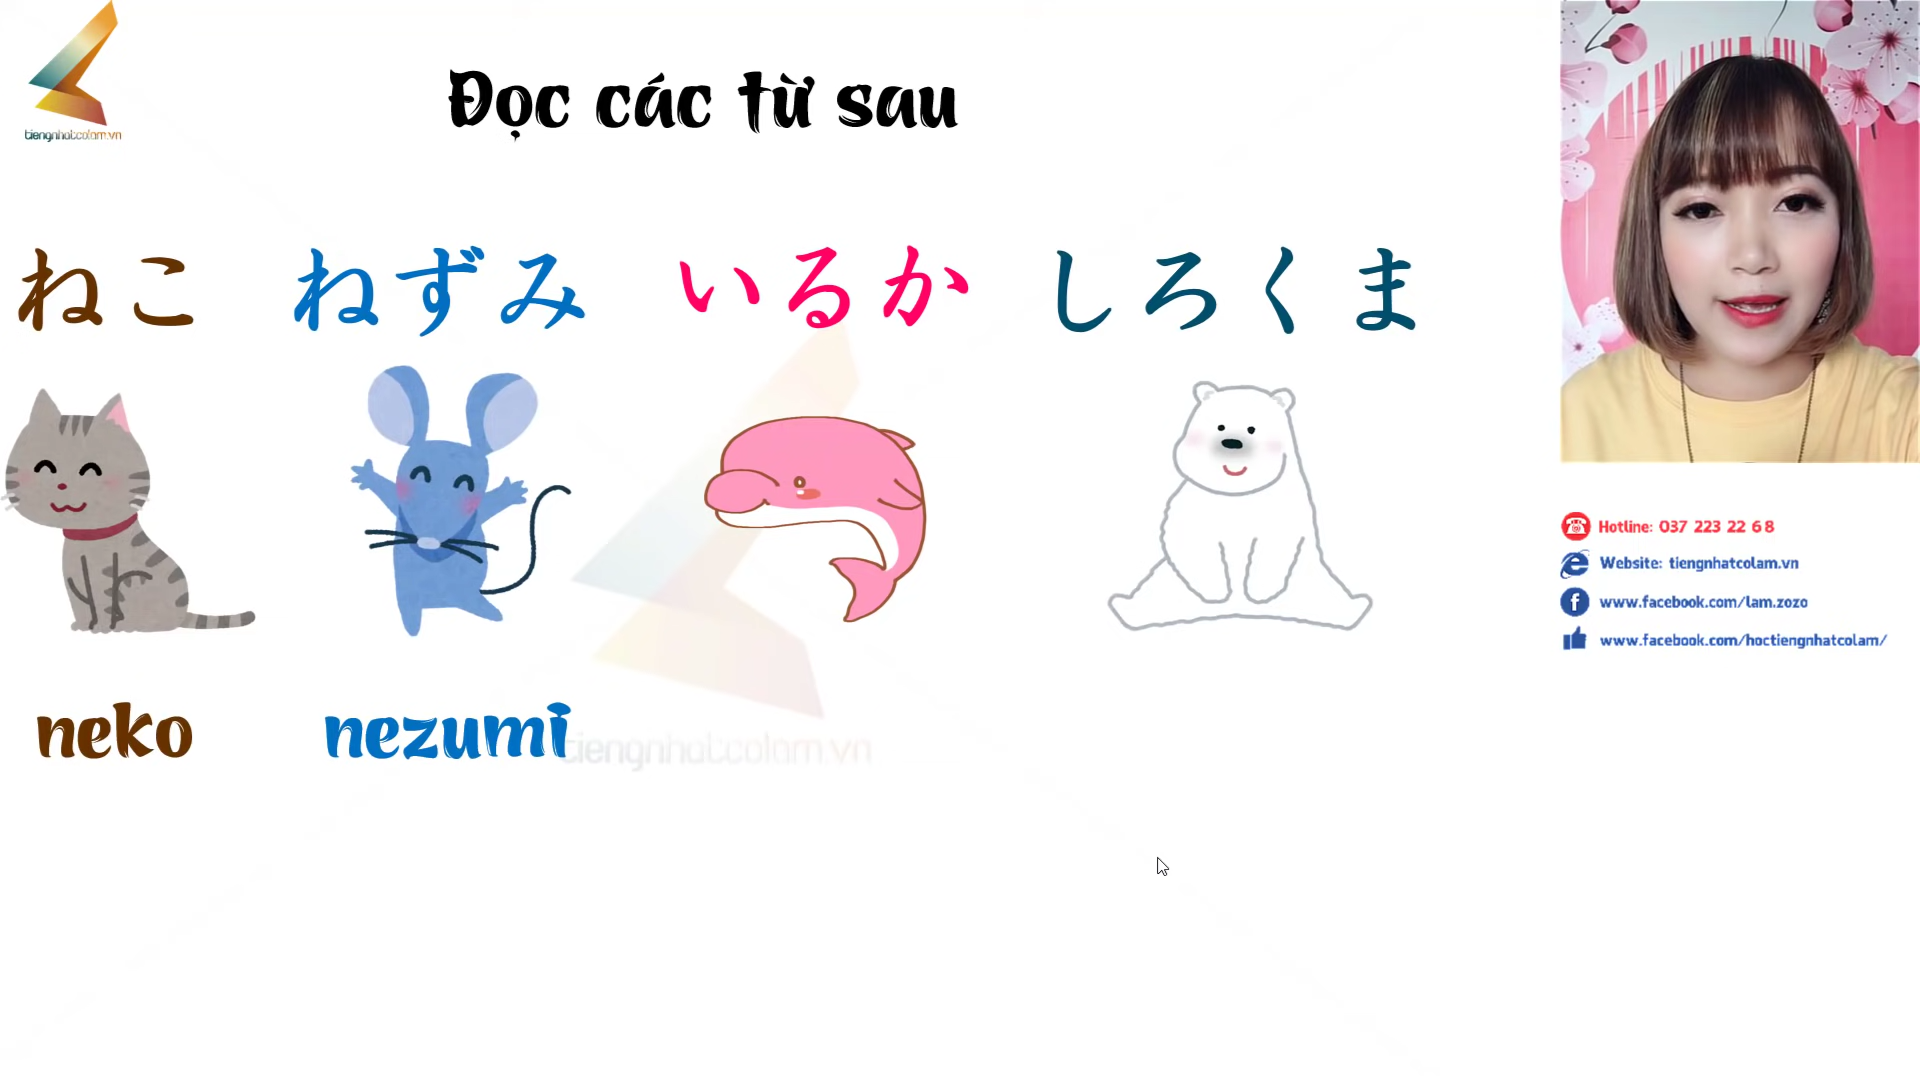 tiengnhatcolam.vn
Đọc các từ sau
ねこ ねずみ いるか しろくま
neko nezumi
tiengnhatcolam.vn
Hotline: 037 223 22 68
Website: tiengnhatcolam.vn
www.facebook.com/lam.zozo
www.facebook.com/hoctiengnhatcolam/